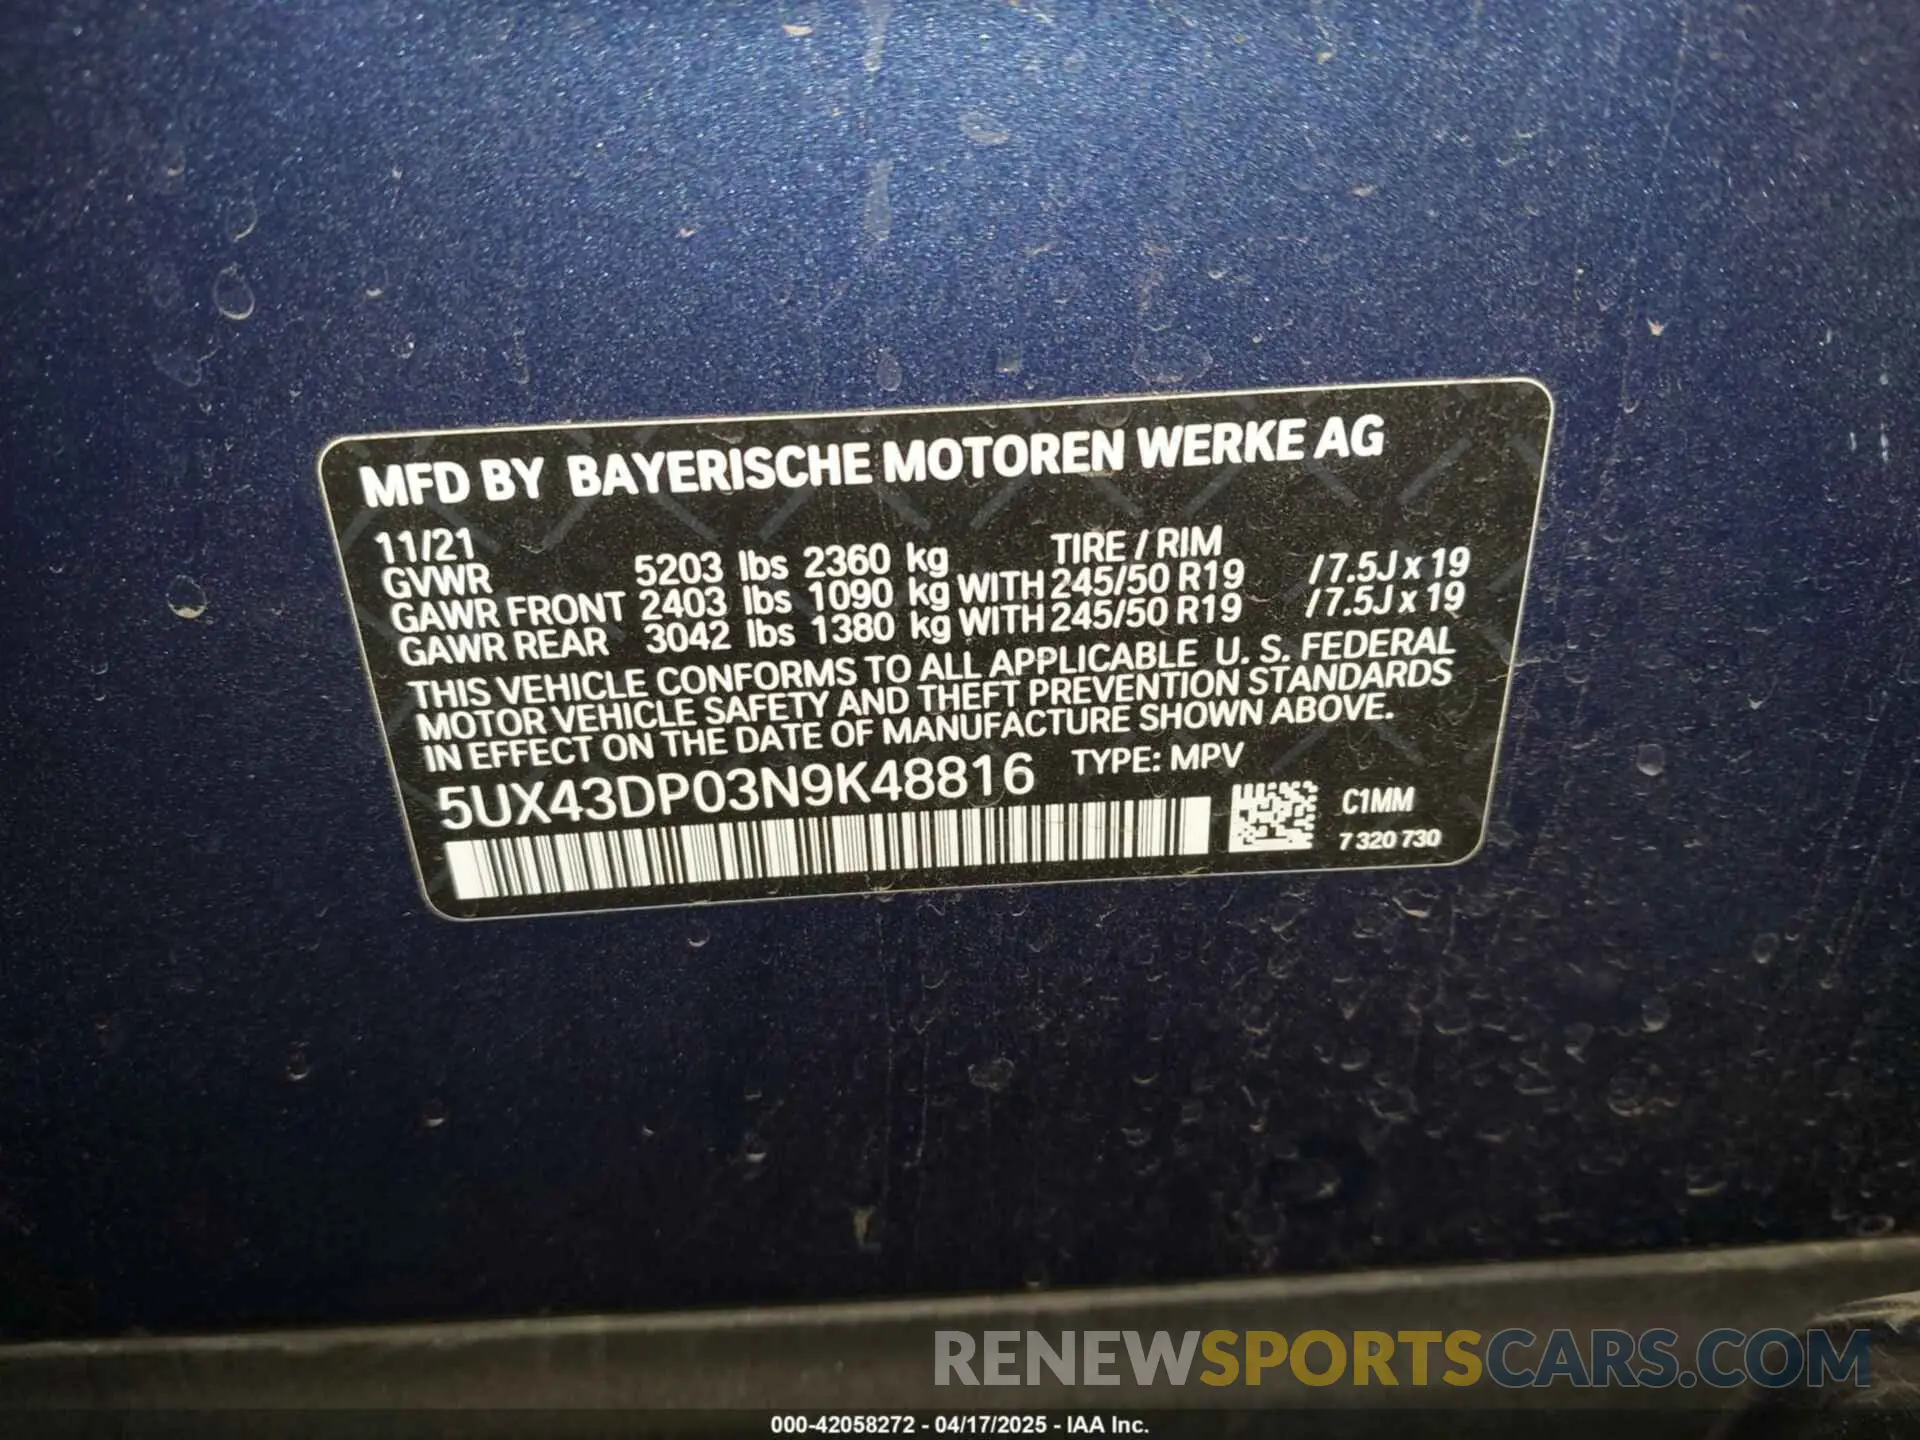 MFD BY BAYERISCHE MOTOREN WERKE AG
11/21 TIRE / RIM
GVWR 5203 lbs 2360 kg
GAWR FRONT 2403 lbs 1090 kg WITH 245/50 R19 / 7.5J x 19
GAWR REAR 3042 lbs 1380 kg WITH 245/50 R19 / 7.5J x 19
THIS VEHICLE CONFORMS TO ALL APPLICABLE U. S. FEDERAL
MOTOR VEHICLE SAFETY AND THEFT PREVENTION STANDARDS
IN EFFECT ON THE DATE OF MANUFACTURE SHOWN ABOVE.
5UX43DP03N9K48816 TYPE: MPV
C1MM
7 320 730
RENEWSPORTSCARS.COM
000-42058272 - 04/17/2025 - IAA Inc.